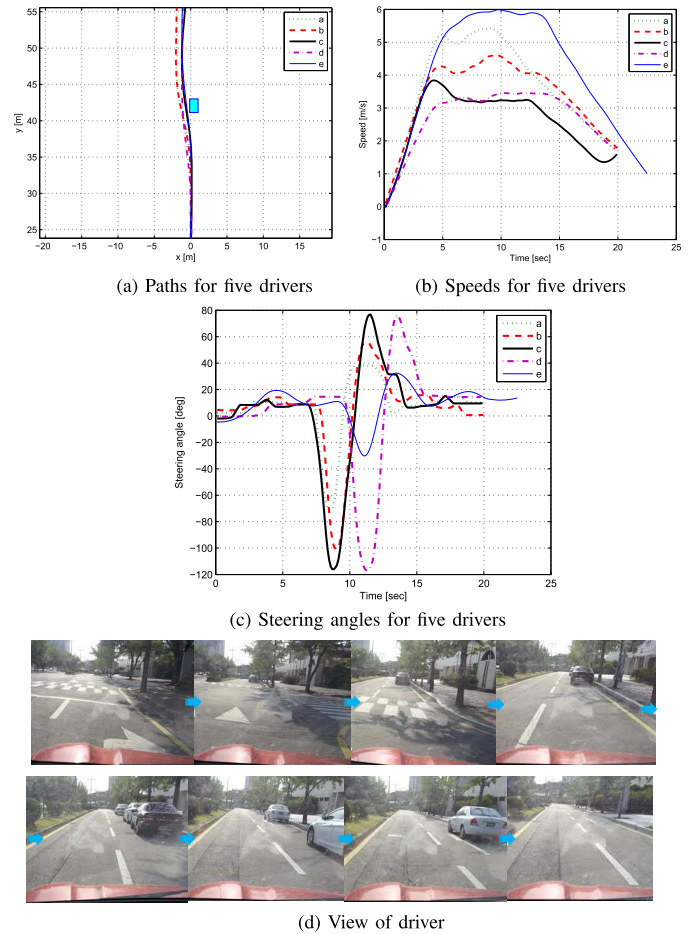 55
50
45
40
35
30
25
−20
−15
−10
−5
0
5
10
15
y [m]
x [m]
a
b
c
d
e
(a) Paths for five drivers
6
5
4
3
2
1
0
−1
0
5
10
15
20
25
Speed [m/s]
Time [sec]
a
b
c
d
e
(b) Speeds for five drivers
80
60
40
20
0
−20
−40
−60
−80
−100
−120
0
5
10
15
20
25
Steering angle [deg]
Time [sec]
a
b
c
d
e
(c) Steering angles for five drivers
(d) View of driver